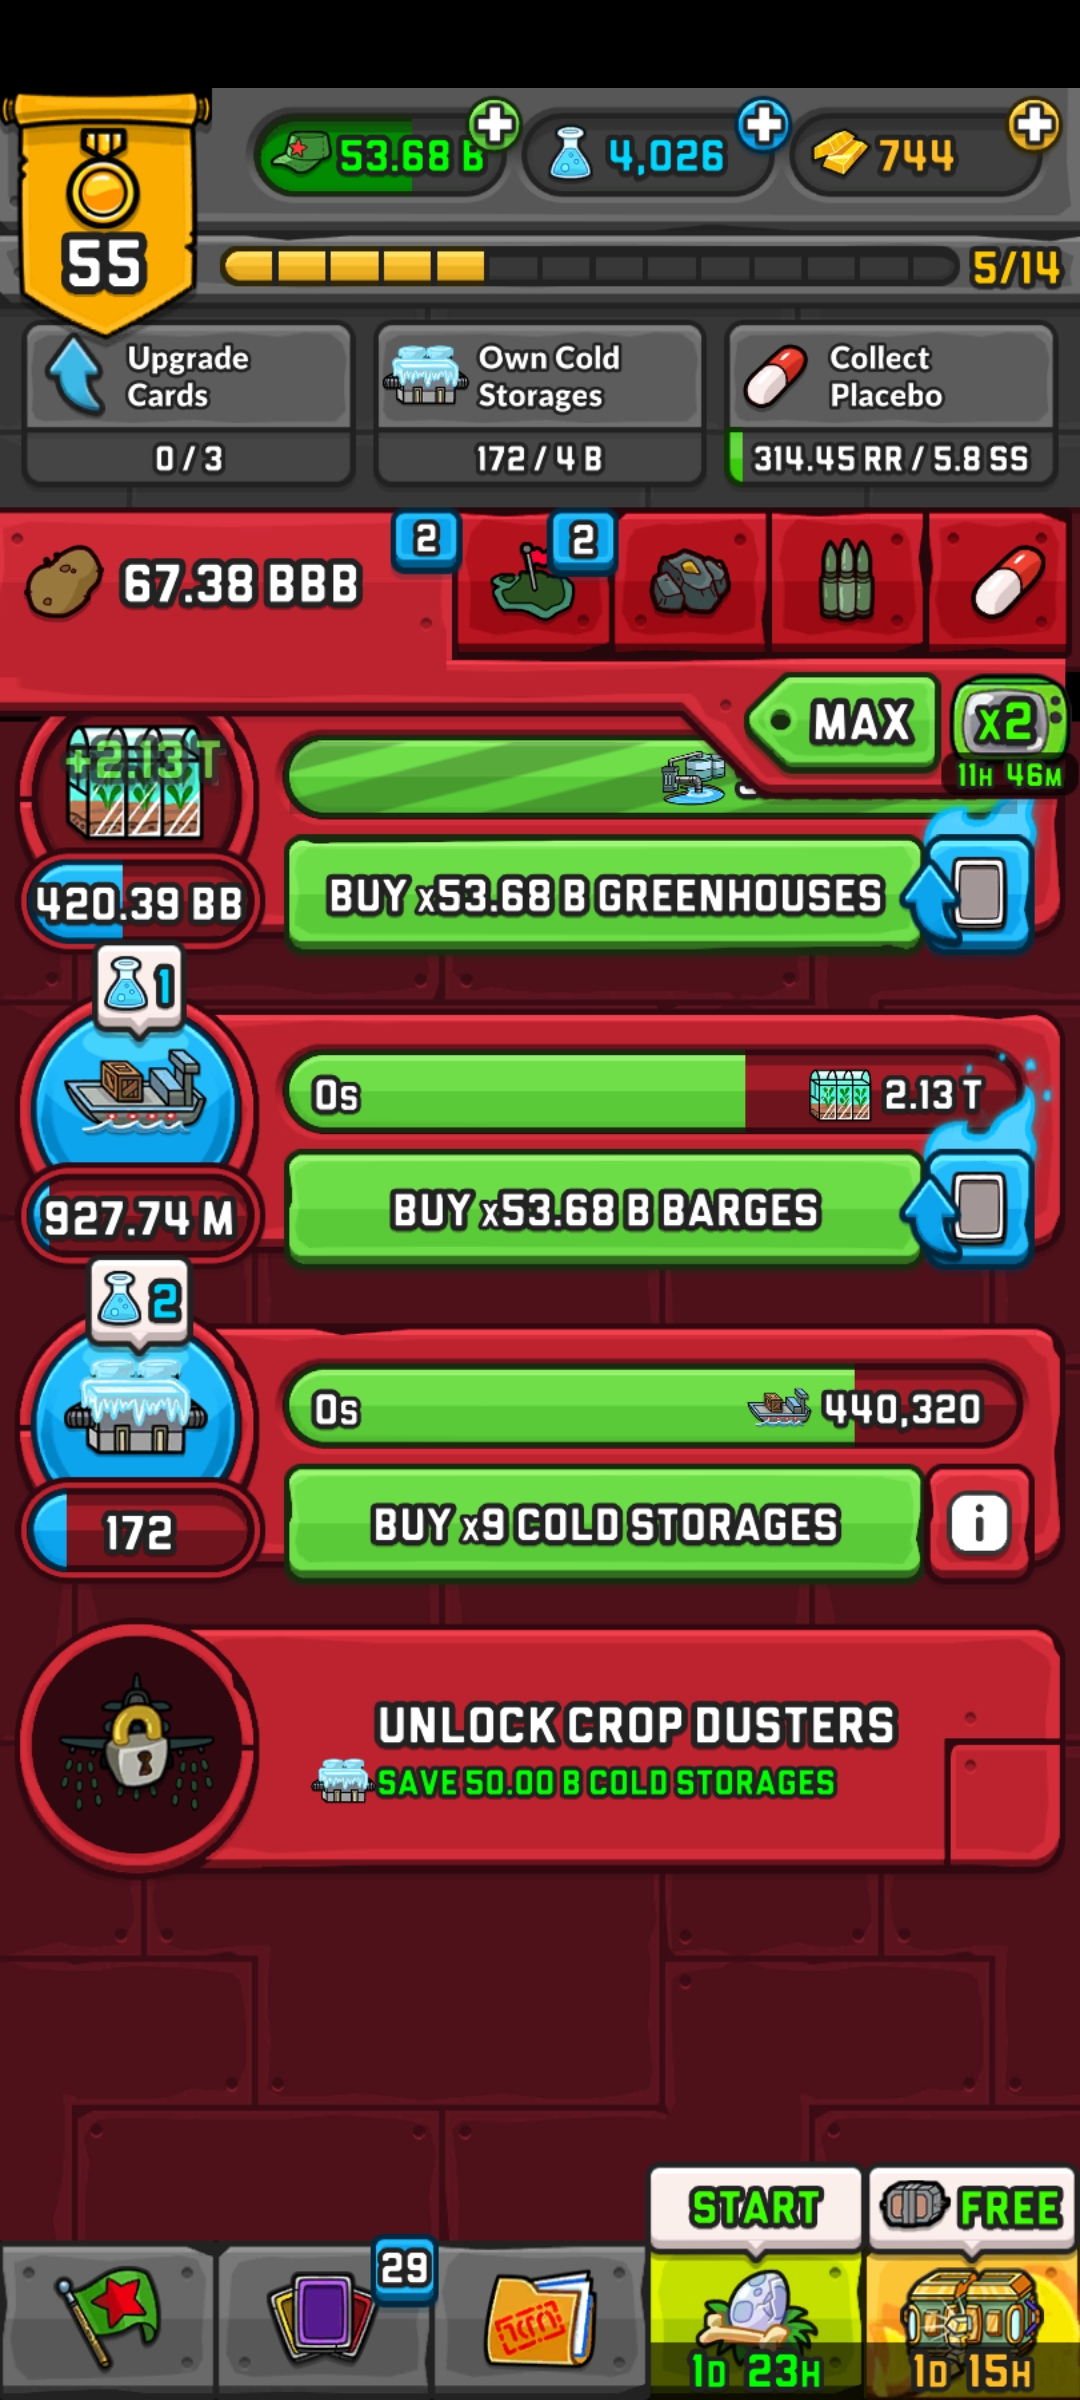 53.68 B
4,026
744
55
5/14
Upgrade
Cards
0 / 3
Own Cold
Storages
172 / 4 B
Collect
Placebo
314.45 RR / 5.8 SS
67.38 BBB
2
2
MAX
x2
11H 46M
+2.13 T
420.39 BB
BUY x53.68 B GREENHOUSES
1
0s
2.13 T
927.74 M
BUY x53.68 B BARGES
2
0s
440,320
172
BUY x9 COLD STORAGES
i
UNLOCK CROP DUSTERS
SAVE 50.00 B COLD STORAGES
START
FREE
29
1D 23H
1D 15H